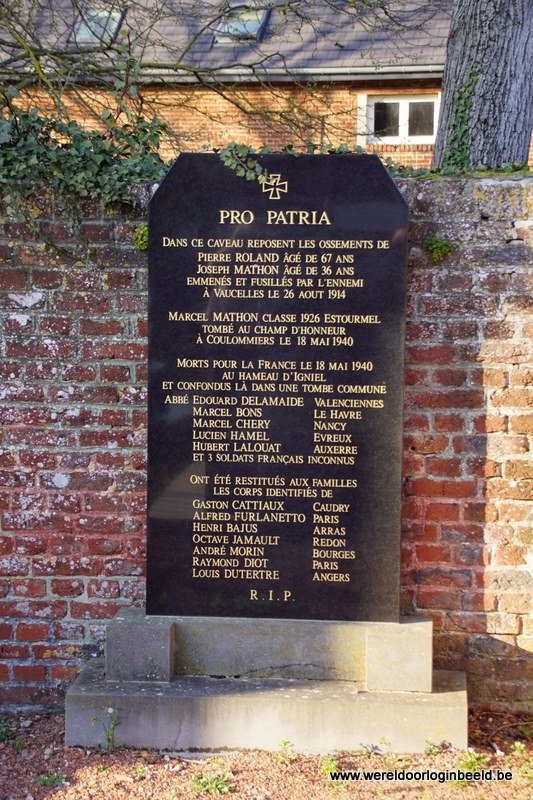 PRO PATRIA
DANS CE CAVEAU REPOSENT LES OSSEMENTS DE
PIERRE ROLAND ÂGÉ DE 67 ANS
JOSEPH MATHON ÂGÉ DE 36 ANS
EMMENÉS ET FUSILLÉS PAR L'ENNEMI
À VAUCELLES LE 26 AOUT 1914
MARCEL MATHON CLASSE 1926 ESTOURMEL
TOMBÉ AU CHAMP D'HONNEUR
À COULOMMIERS LE 18 MAI 1940
MORTS POUR LA FRANCE LE 18 MAI 1940
AU HAMEAU D'IGNIEL
ET CONFONDUS LÀ DANS UNE TOMBE COMMUNE
ABBÉ EDOUARD DELAMAIDE VALENCIENNES
MARCEL BONS LE HAVRE
MARCEL CHERY NANCY
LUCIEN HAMEL EVREUX
HUBERT LALOUAT AUXERRE
ET 3 SOLDATS FRANÇAIS INCONNUS
ONT ÉTÉ RESTITUÉS AUX FAMILLES
LES CORPS IDENTIFIÉS DE
GASTON CATTIAUX CAUDRY
ALFRED FURLANETTO PARIS
HENRI BAJUS ARRAS
OCTAVE JAMAULT REDON
ANDRÉ MORIN BOURGES
RAYMOND DIOT PARIS
LOUIS DUTERTRE ANGERS
R.I.P.
www.wereldoorloginbeeld.be